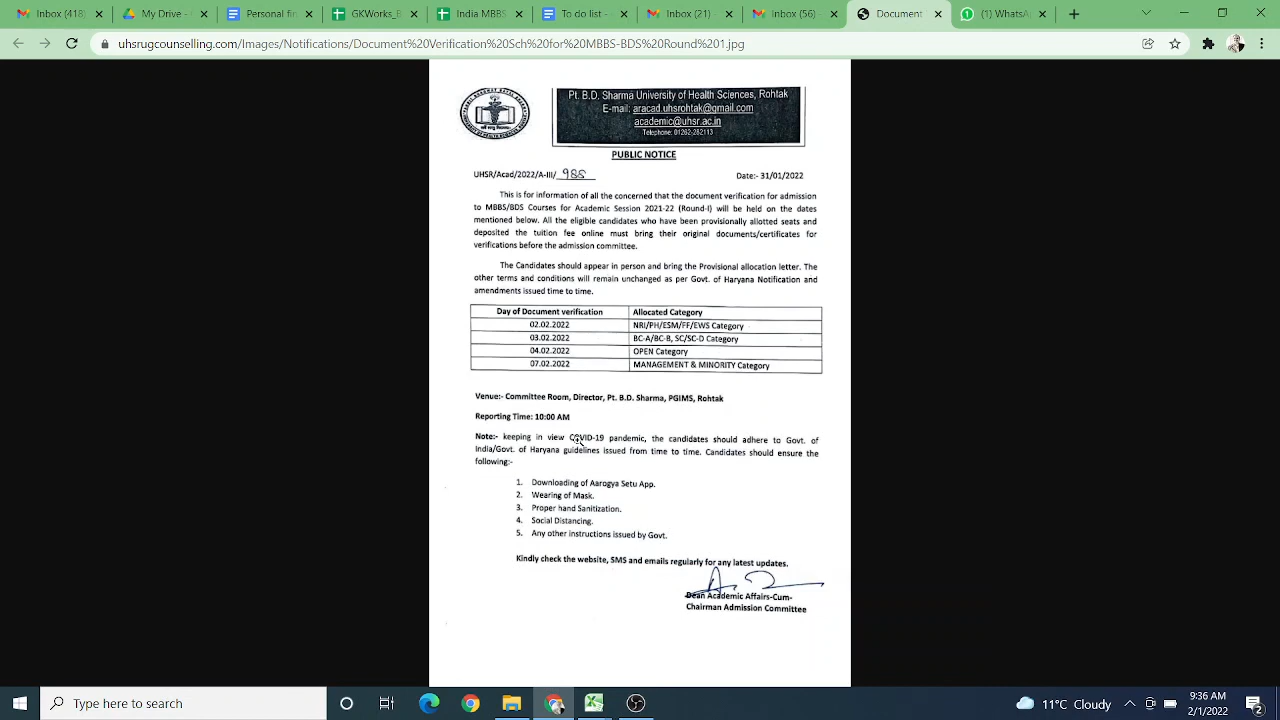 Inbox (418)
My Drive -
GKWorks_
Findans -
Inbox (1)
Inbox (56)
Document
(1) WhatsA
uhsrugcounselling.com/Images/Notifications/Document%20Verification%20Sch%20MBBS-BDS%20Round%201.jpg
Pt. B.D. Sharma University of Health Sciences, Rohtak
E-mail: aracad.uhsrohtak@gmail.com
academic@uhsr.ac.in
Telephone: 01262-282113
PUBLIC NOTICE
UHSR/Acad/2022/A-III/ 985 Date:- 31/01/2022
This is for information of all the concerned that the document verification for admission
to MBBS/BDS Courses for Academic Session 2021-22 (Round-I) will be held on the dates
mentioned below. All the eligible candidates who have been provisionally allotted seats and
deposited the tuition fee online must bring their original documents/certificates for
verifications before the admission committee.
The Candidates should appear in person and bring the Provisional allocation letter. The
other terms and conditions will remain unchanged as per Govt. of Haryana Notification and
amendments issued time to time.
Day of Document verification Allocated Category
02.02.2022 NRI/PH/ESM/FF/EWS Category
03.02.2022 BC-A/BC-B, SC/SC-D Category
04.02.2022 OPEN Category
07.02.2022 MANAGEMENT & MINORITY Category
Venue:- Committee Room, Director, Pt. B.D. Sharma, PGIMS, Rohtak
Reporting Time: 10:00 AM
Note:- keeping in view COVID-19 pandemic, the candidates should adhere to Govt. of
India/Govt. of Haryana guidelines issued from time to time. Candidates should ensure the
following:-
1. Downloading of Aarogya Setu App.
2. Wearing of Mask.
3. Proper hand Sanitization.
4. Social Distancing.
5. Any other instructions issued by Govt.
Kindly check the website, SMS and emails regularly for any latest updates.
Dean Academic Affairs-Cum-
Chairman Admission Committee
Type here to search
11°C Cloudy
9:36 AM
2/1/2022